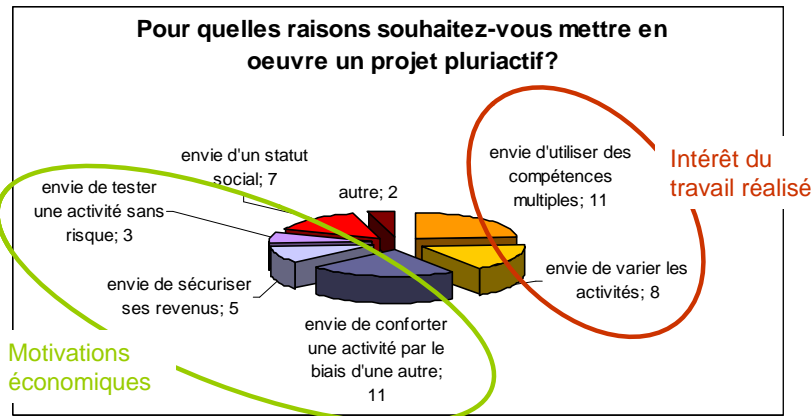 Pour quelles raisons souhaitez-vous mettre en
oeuvre un projet pluriactif?
envie d'un statut
social; 7
autre; 2
envie d'utiliser des
compétences
multiples; 11
Intérêt du
travail réalisé
envie de tester
une activité sans
risque; 3
envie de varier les
activités; 8
envie de sécuriser
ses revenus; 5
envie de conforter
une activité par le
biais d'une autre;
11
Motivations
économiques